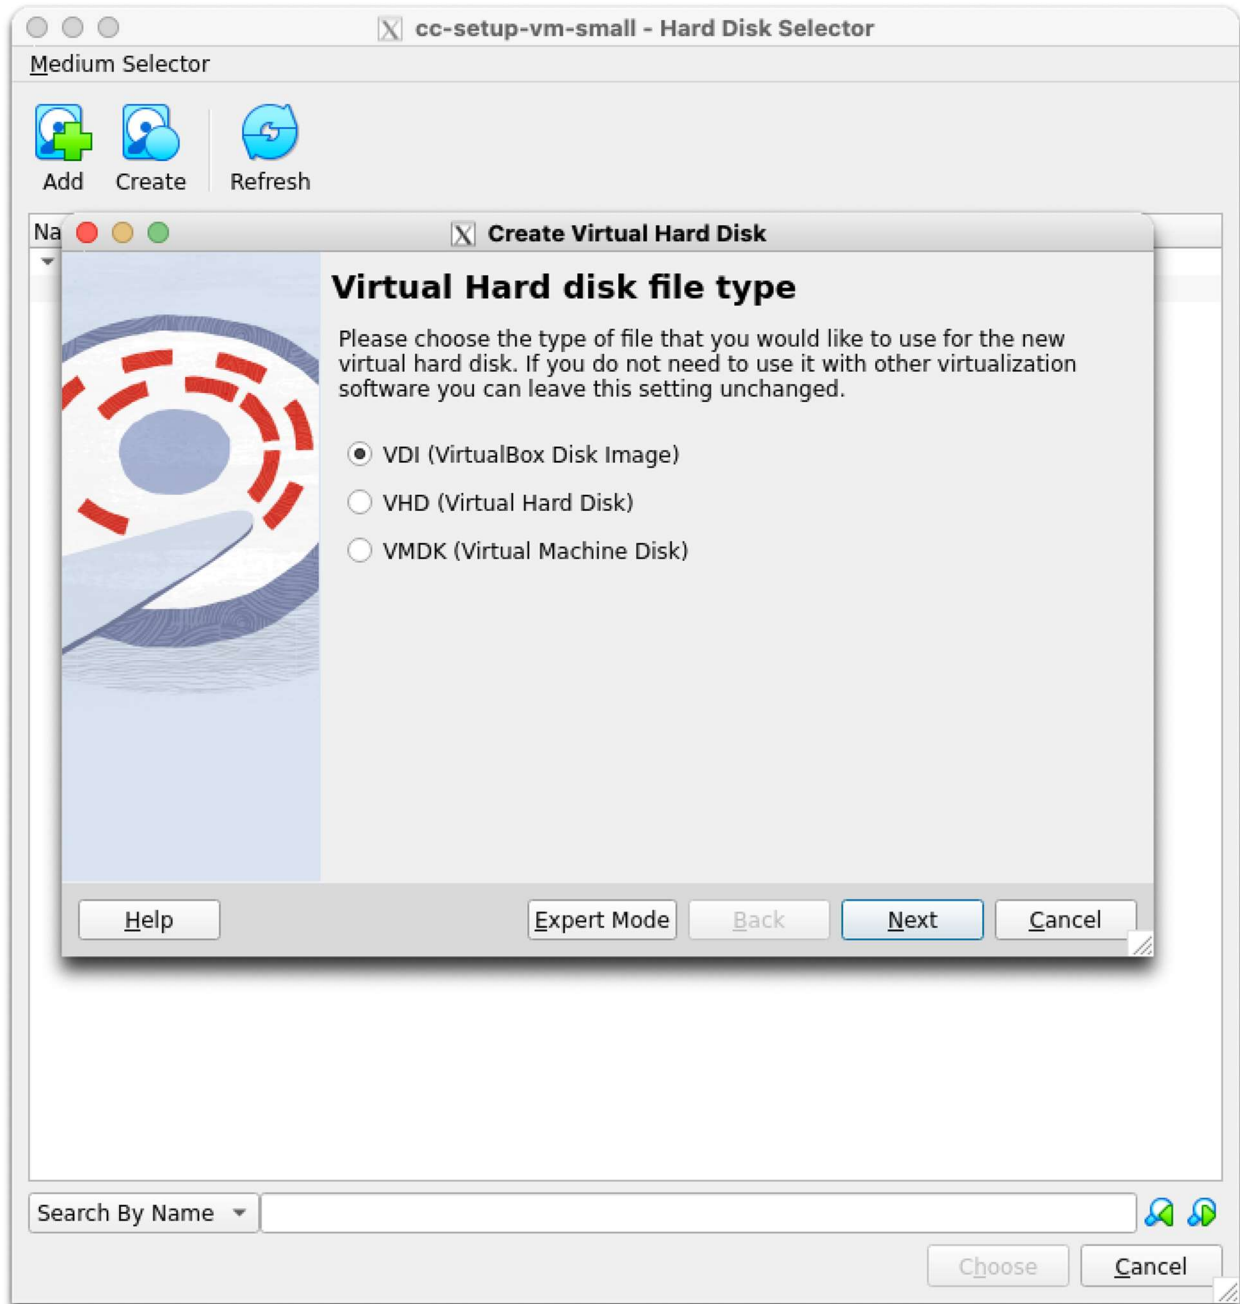 cc-setup-vm-small - Hard Disk Selector
Medium Selector
Add Create Refresh
Na
Create Virtual Hard Disk
Virtual Hard disk file type
Please choose the type of file that you would like to use for the new
virtual hard disk. If you do not need to use it with other virtualization
software you can leave this setting unchanged.
VDI (VirtualBox Disk Image)
VHD (Virtual Hard Disk)
VMDK (Virtual Machine Disk)
Help Expert Mode Back Next Cancel
Search By Name
Choose Cancel